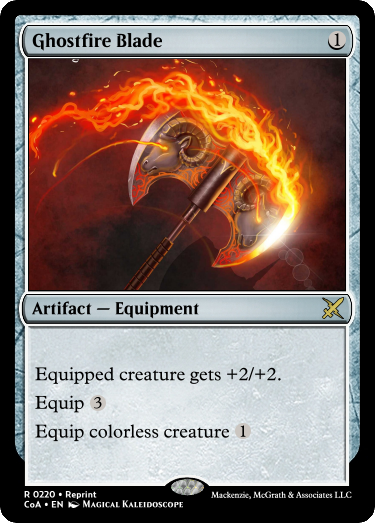 Ghostfire Blade 1
Artifact — Equipment
Equipped creature gets +2/+2.
Equip 3
Equip colorless creature 1
R 0220 • Reprint
CoA • EN Magical Kaleidoscope
Mackenzie, McGrath & Associates LLC